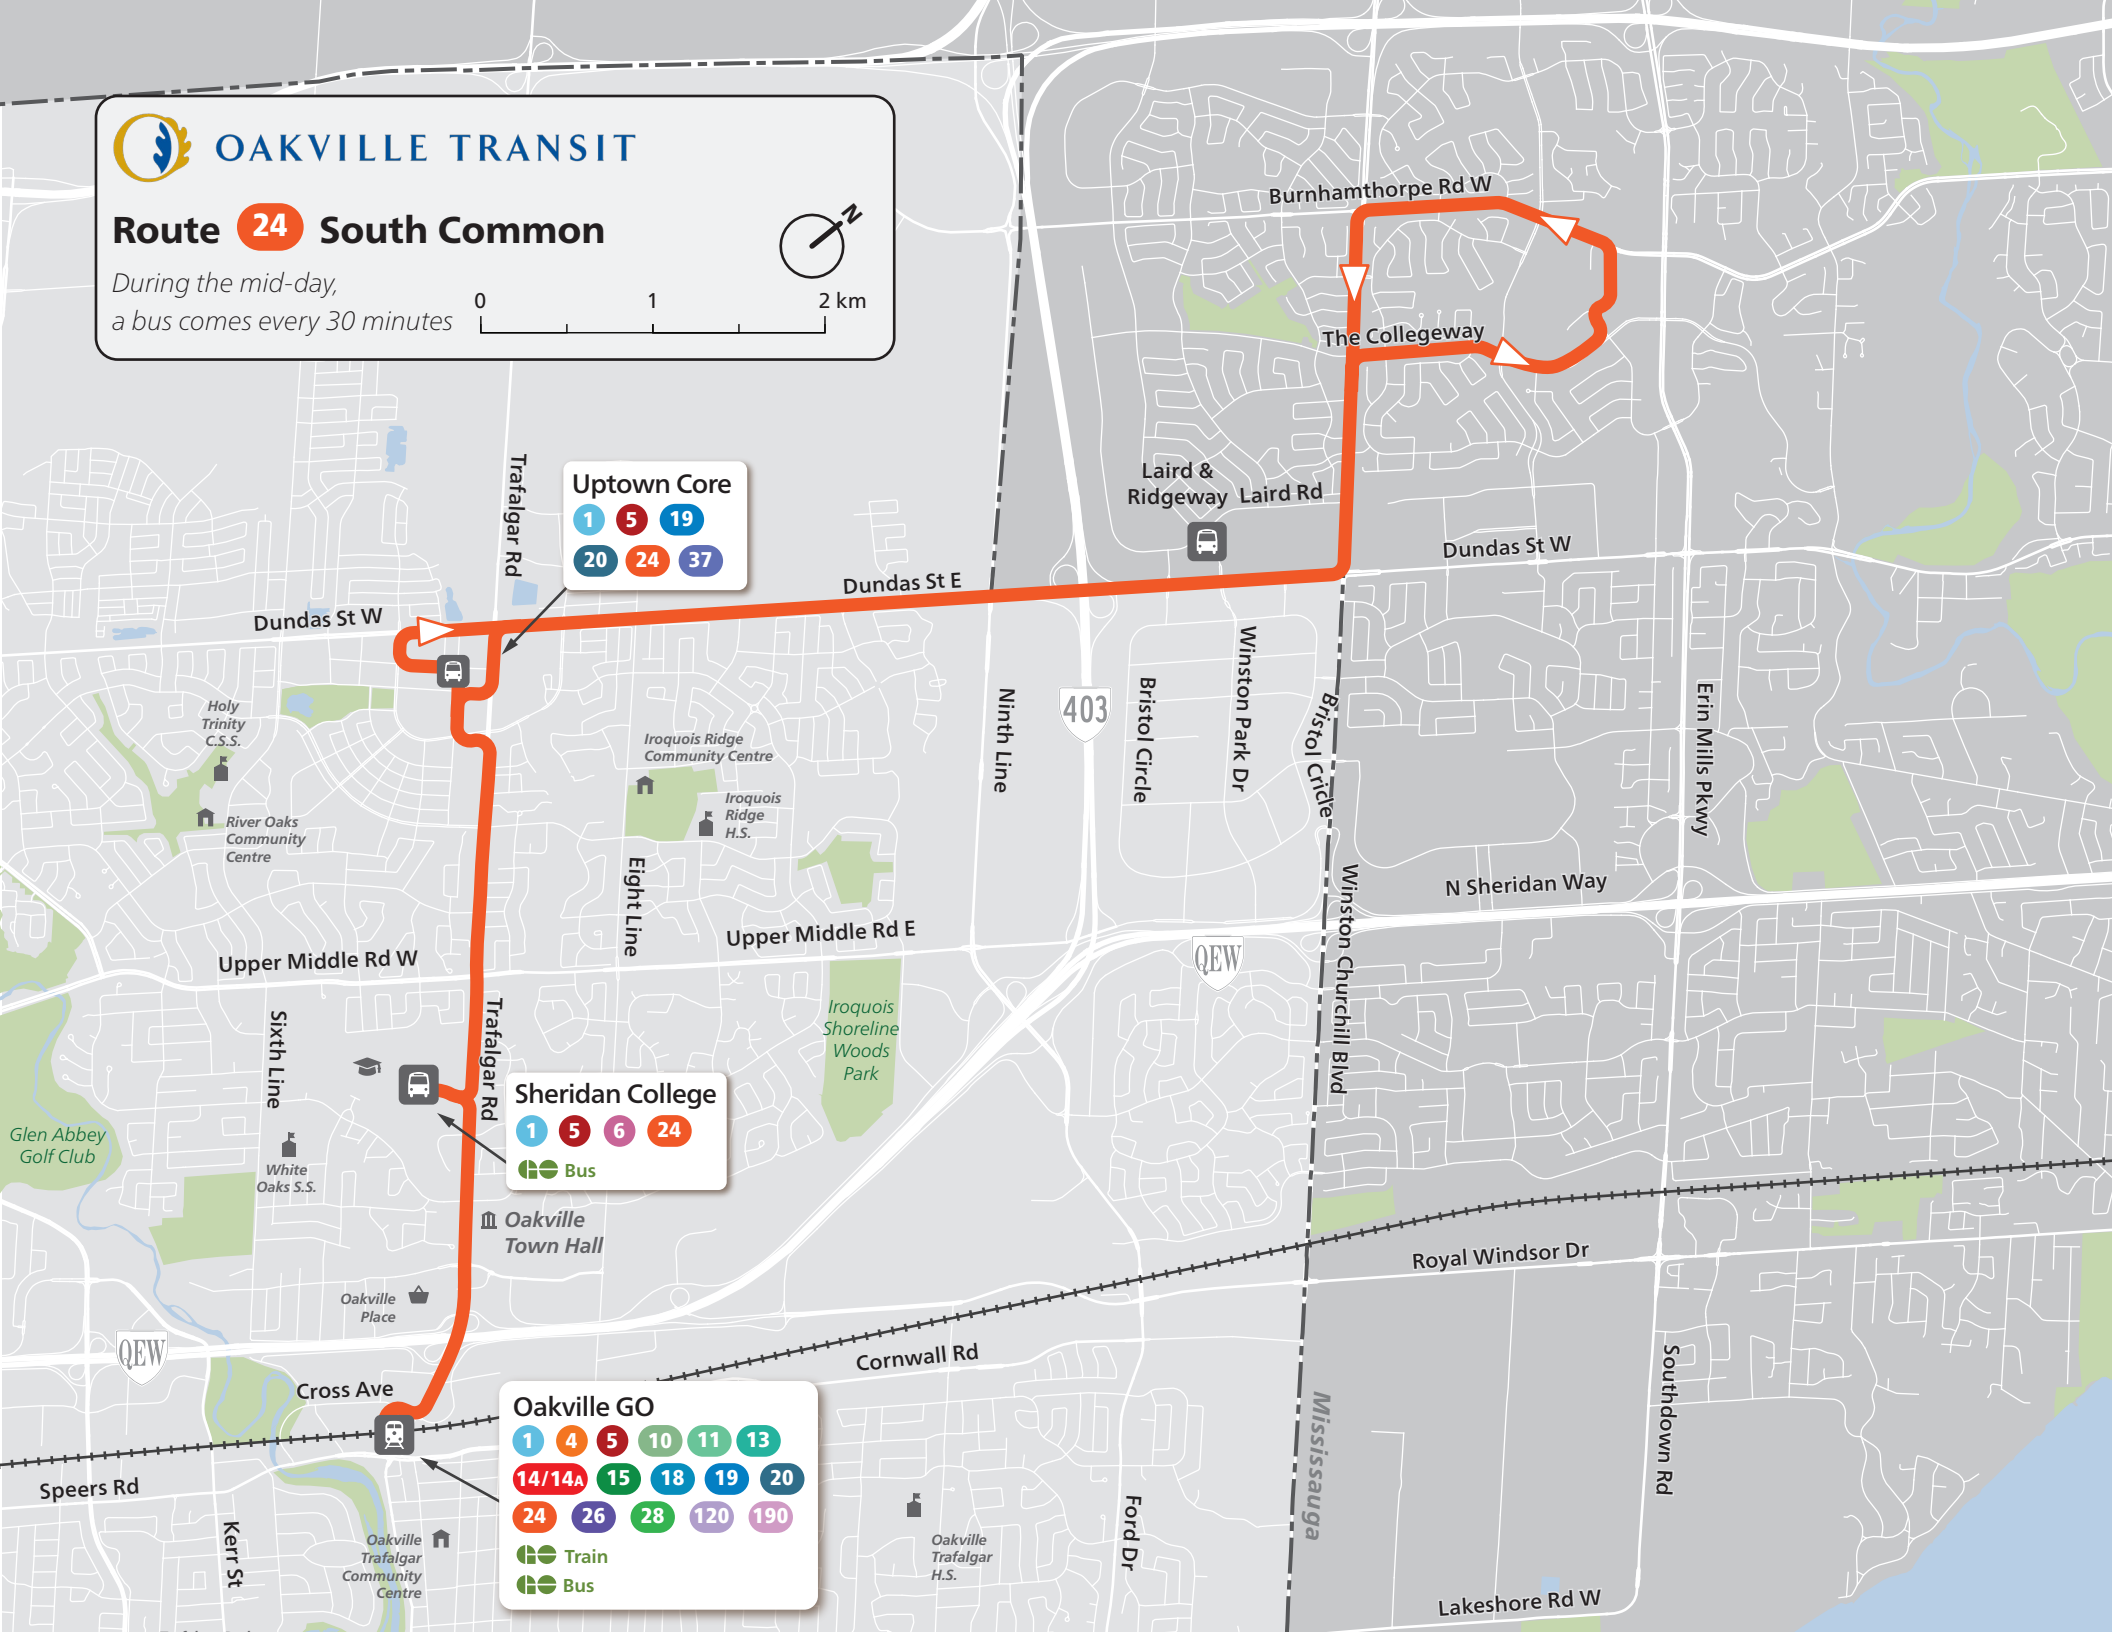 OAKVILLE TRANSIT
Route 24 South Common
During the mid-day,
a bus comes every 30 minutes
N
0 1 2 km
Burnhamthorpe Rd W
The Collegeway
Laird &
Ridgeway
Laird Rd
Dundas St W
Trafalgar Rd
Uptown Core
1 5 19
20 24 37
Dundas St E
Dundas St W
Holy
Trinity
C.S.S.
River Oaks
Community
Centre
Iroquois Ridge
Community Centre
Iroquois
Ridge
H.S.
Eight Line
Ninth Line
403
Bristol Circle
Winston Park Dr
Bristol Cricle
Erin Mills Pkwy
Winston Churchill Blvd
N Sheridan Way
Upper Middle Rd W
Upper Middle Rd E
QEW
Sixth Line
Trafalgar Rd
Iroquois
Shoreline
Woods
Park
Sheridan College
1 5 6 24
GO Bus
Glen Abbey
Golf Club
White
Oaks S.S.
Oakville
Town Hall
Oakville
Place
QEW
Cross Ave
Royal Windsor Dr
Cornwall Rd
Oakville GO
1 4 5 10 11 13
14/14A 15 18 19 20
24 26 28 120 190
GO Train
GO Bus
Speers Rd
Kerr St
Oakville
Trafalgar
Community
Centre
Oakville
Trafalgar
H.S.
Ford Dr
Mississauga
Southdown Rd
Lakeshore Rd W